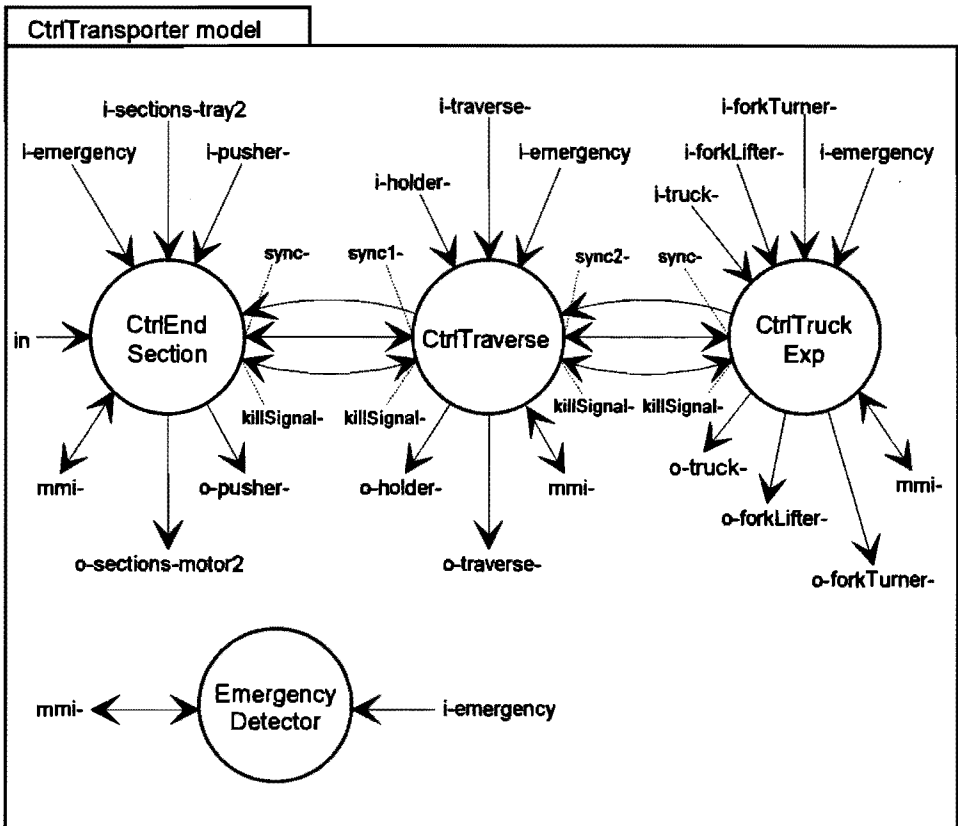 CtrlTransporter model
i-sections-tray2
i-traverse-
i-forkTurner-
i-emergency
i-pusher-
i-emergency
i-forkLifter-
i-emergency
i-holder-
i-truck-
sync-
sync1-
sync2-
sync-
in
CtrlEnd
Section
CtrlTraverse
CtrlTruck
Exp
killSignal-
killSignal-
killSignal-
killSignal-
mmi-
o-pusher-
o-holder-
mmi-
o-truck-
mmi-
o-forkLifter-
o-sections-motor2
o-traverse-
o-forkTurner-
mmi-
Emergency
Detector
i-emergency